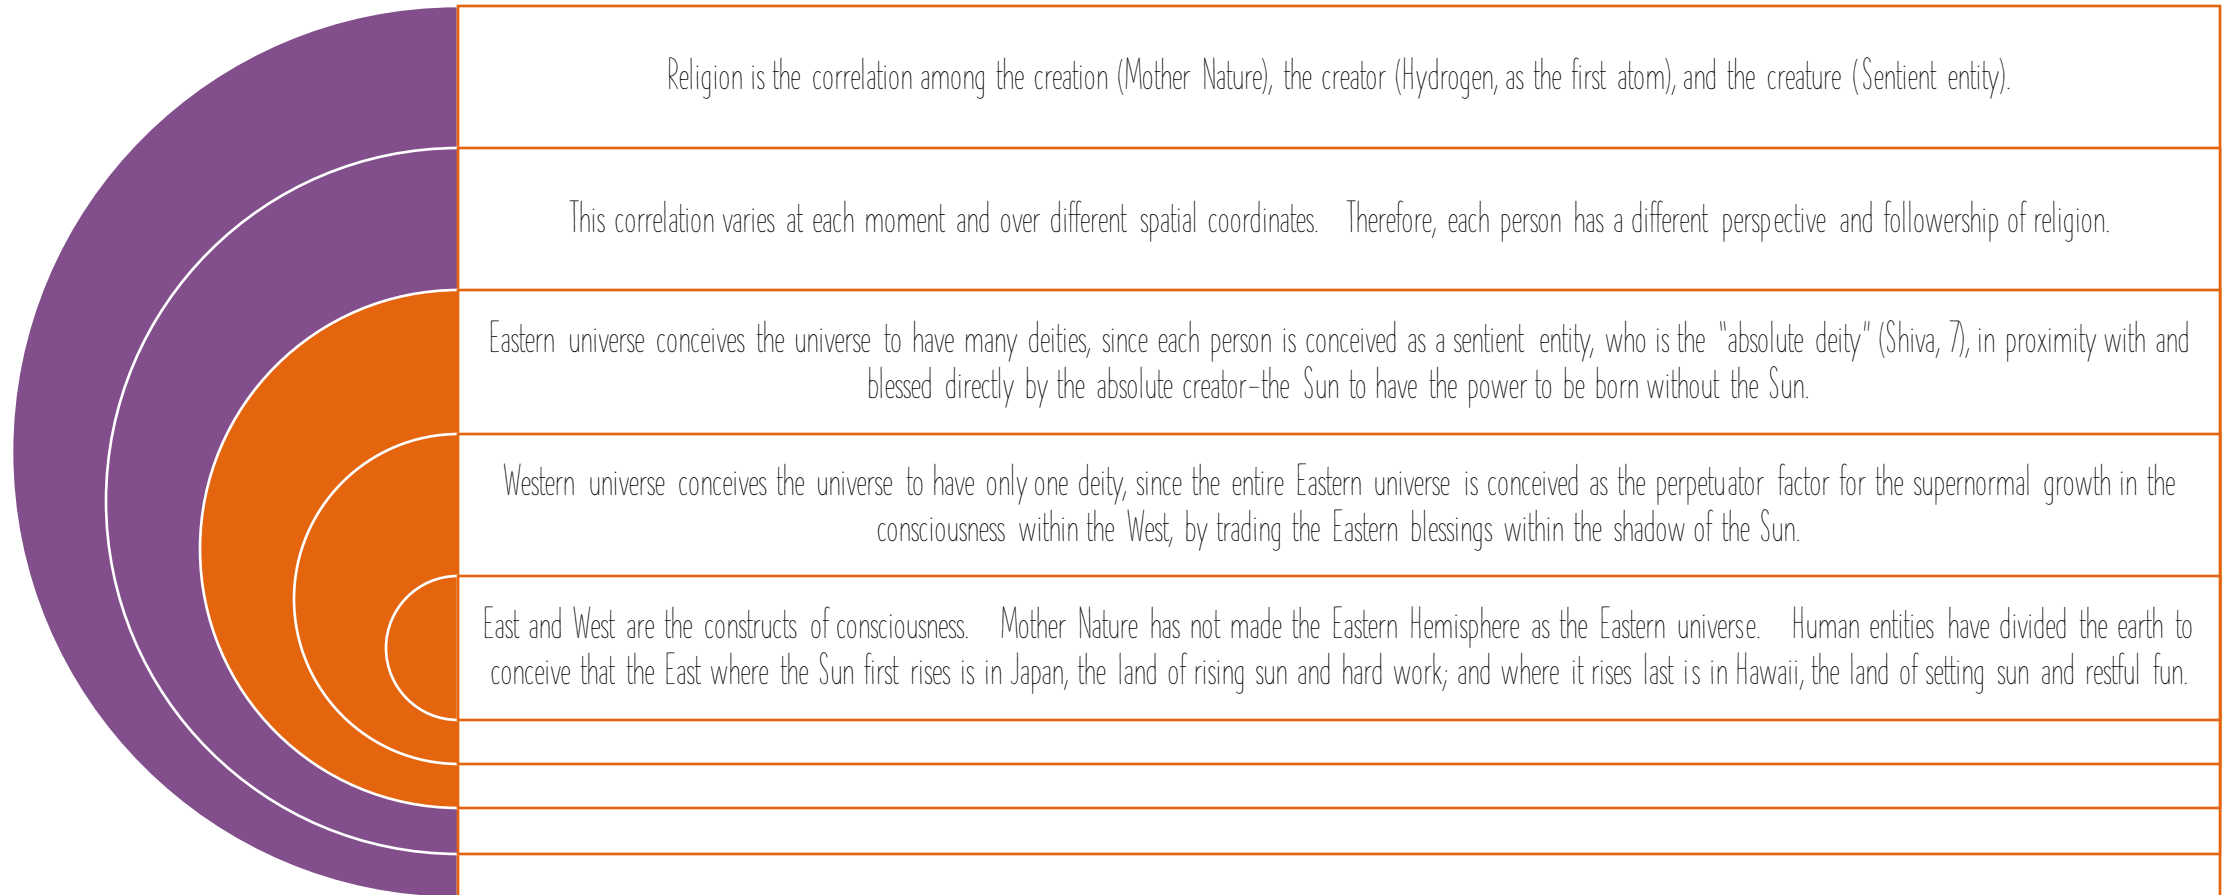 Religion is the correlation among the creation (Mother Nature), the creator (Hydrogen, as the first atom), and the creature (Sentient entity).
This correlation varies at each moment and over different spatial coordinates. Therefore, each person has a different perspective and followership of religion.
Eastern universe conceives the universe to have many deities, since each person is conceived as a sentient entity, who is the "absolute deity" (Shiva, 7), in proximity with and
blessed directly by the absolute creator-the Sun to have the power to be born without the Sun.
Western universe conceives the universe to have only one deity, since the entire Eastern universe is conceived as the perpetuator factor for the supernormal growth in the
consciousness within the West, by trading the Eastern blessings within the shadow of the Sun.
East and West are the constructs of consciousness. Mother Nature has not made the Eastern Hemisphere as the Eastern universe. Human entities have divided the earth to
conceive that the East where the Sun first rises is in Japan, the land of rising sun and hard work; and where it rises last is in Hawaii, the land of setting sun and restful fun.